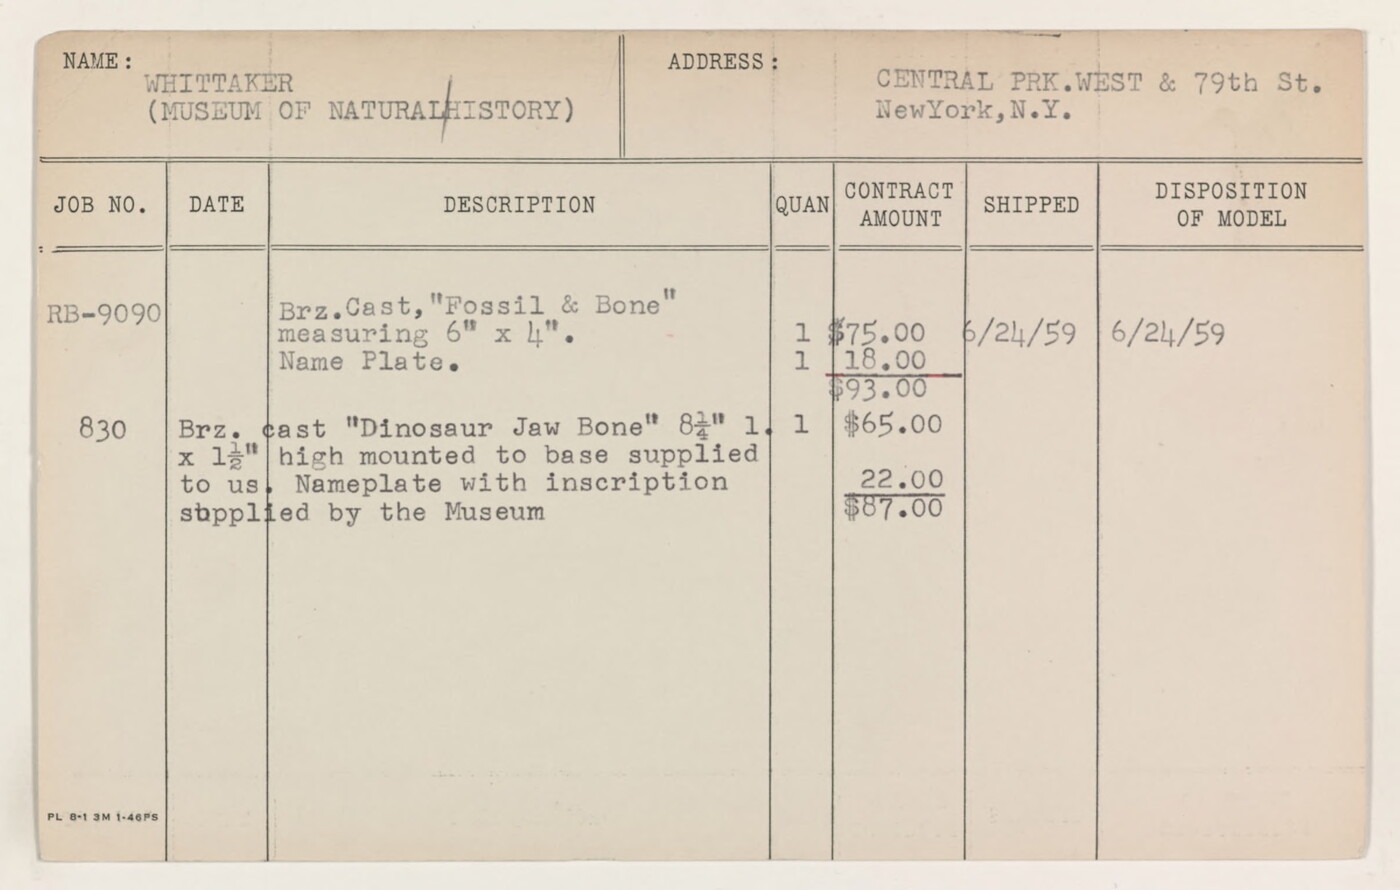 NAME: WHITTAKER
(MUSEUM OF NATURAL/HISTORY)
ADDRESS: CENTRAL PRK.WEST & 79th St.
NewYork,N.Y.
JOB NO. DATE DESCRIPTION QUAN CONTRACT AMOUNT SHIPPED DISPOSITION OF MODEL
RB-9090 Brz.Cast,"Fossil & Bone"
measuring 6" x 4". 1 $75.00 6/24/59 6/24/59
Name Plate. 1 18.00
$93.00
830 Brz. cast "Dinosaur Jaw Bone" 8¼" l. 1 $65.00
x 1½" high mounted to base supplied
to us. Nameplate with inscription 22.00
sbpplied by the Museum $87.00
PL 8-1 3M 1-46PS